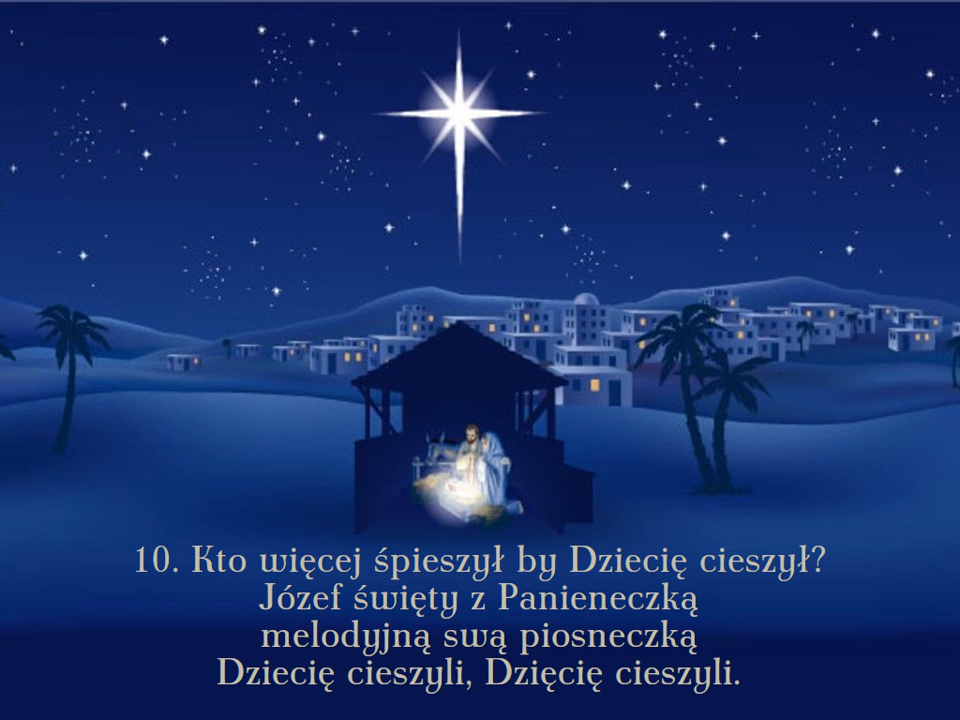 10. Kto więcej śpieszył by Dziecię cieszył?
Józef święty z Panieneczką
melodyjną swą piosneczką
Dziecię cieszyli, Dzięcię cieszyli.